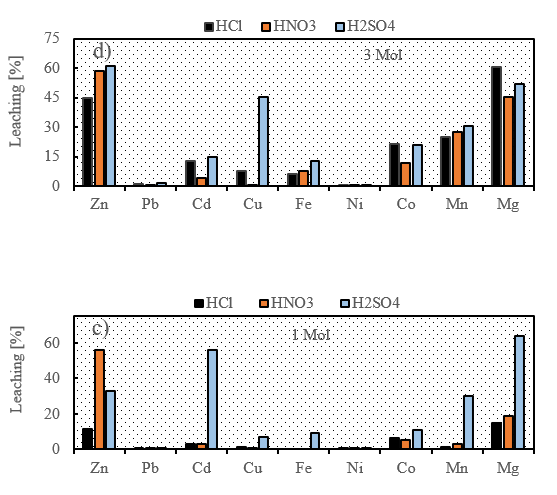 HCl HNO3 H2SO4
d) 3 Mol
Leaching [%]
75
60
45
30
15
0
Zn Pb Cd Cu Fe Ni Co Mn Mg
HCl HNO3 H2SO4
c) 1 Mol
Leaching [%]
60
40
20
0
Zn Pb Cd Cu Fe Ni Co Mn Mg